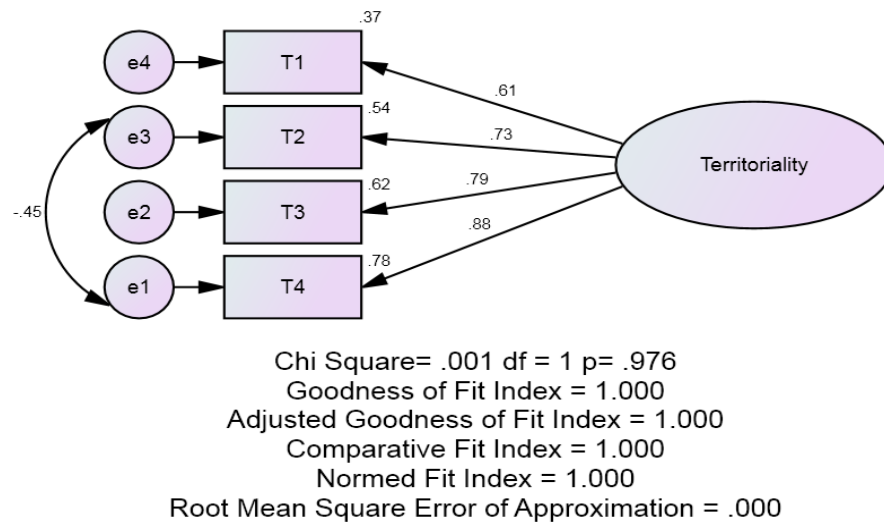 .37
e4 T1
.61
.54
e3 T2
.73
Territoriality
.62
.79
-.45
e2 T3
.88
.78
e1 T4
Chi Square= .001 df = 1 p= .976
Goodness of Fit Index = 1.000
Adjusted Goodness of Fit Index = 1.000
Comparative Fit Index = 1.000
Normed Fit Index = 1.000
Root Mean Square Error of Approximation = .000